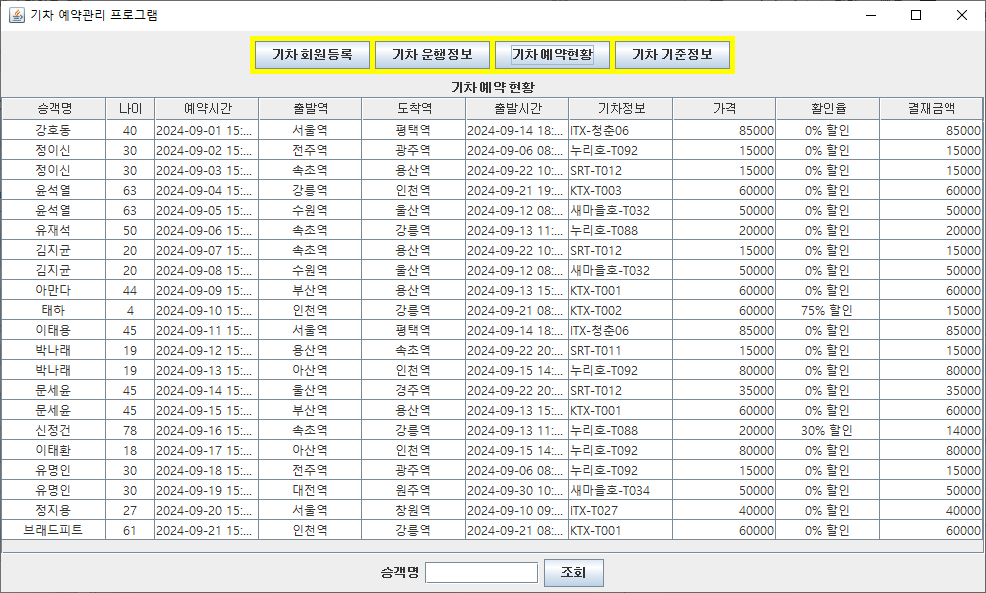 기차 예약관리 프로그램
기차 회원등록 기차 운행정보 기차 예약현황 기차 기준정보
기차 예약 현황
승객명 나이 예약시간 출발역 도착역 출발시간 기차정보 가격 할인율 결재금액
강호동 40 2024-09-01 15:... 서울역 평택역 2024-09-14 18:... ITX-청춘06 85000 0% 할인 85000
정이신 30 2024-09-02 15:... 전주역 광주역 2024-09-06 08:... 누리호-T092 15000 0% 할인 15000
정이신 30 2024-09-03 15:... 속초역 용산역 2024-09-22 10:... SRT-T012 15000 0% 할인 15000
윤석열 63 2024-09-04 15:... 강릉역 인천역 2024-09-21 19:... KTX-T003 60000 0% 할인 60000
윤석열 63 2024-09-05 15:... 수원역 울산역 2024-09-12 08:... 새마을호-T032 50000 0% 할인 50000
유재석 50 2024-09-06 15:... 속초역 강릉역 2024-09-13 11:... 누리호-T088 20000 0% 할인 20000
김지균 20 2024-09-07 15:... 속초역 용산역 2024-09-22 10:... SRT-T012 15000 0% 할인 15000
김지균 20 2024-09-08 15:... 수원역 울산역 2024-09-12 08:... 새마을호-T032 50000 0% 할인 50000
아만다 44 2024-09-09 15:... 부산역 용산역 2024-09-13 15:... KTX-T001 60000 0% 할인 60000
태하 4 2024-09-10 15:... 인천역 강릉역 2024-09-21 08:... KTX-T002 60000 75% 할인 15000
이태용 45 2024-09-11 15:... 서울역 평택역 2024-09-14 18:... ITX-청춘06 85000 0% 할인 85000
박나래 19 2024-09-12 15:... 용산역 속초역 2024-09-22 20:... SRT-T011 15000 0% 할인 15000
박나래 19 2024-09-13 15:... 아산역 인천역 2024-09-15 14:... 누리호-T092 80000 0% 할인 80000
문세윤 45 2024-09-14 15:... 울산역 경주역 2024-09-22 20:... SRT-T012 35000 0% 할인 35000
문세윤 45 2024-09-15 15:... 부산역 용산역 2024-09-13 15:... KTX-T001 60000 0% 할인 60000
신정건 78 2024-09-16 15:... 속초역 강릉역 2024-09-13 11:... 누리호-T088 20000 30% 할인 14000
이태환 18 2024-09-17 15:... 아산역 인천역 2024-09-15 14:... 누리호-T092 80000 0% 할인 80000
유명인 30 2024-09-18 15:... 전주역 광주역 2024-09-06 08:... 누리호-T092 15000 0% 할인 15000
유명인 30 2024-09-19 15:... 대전역 원주역 2024-09-30 10:... 새마을호-T034 50000 0% 할인 50000
정지용 27 2024-09-20 15:... 서울역 창원역 2024-09-10 09:... ITX-T027 40000 0% 할인 40000
브래드피트 61 2024-09-21 15:... 인천역 강릉역 2024-09-21 08:... KTX-T001 60000 0% 할인 60000
승객명 조회